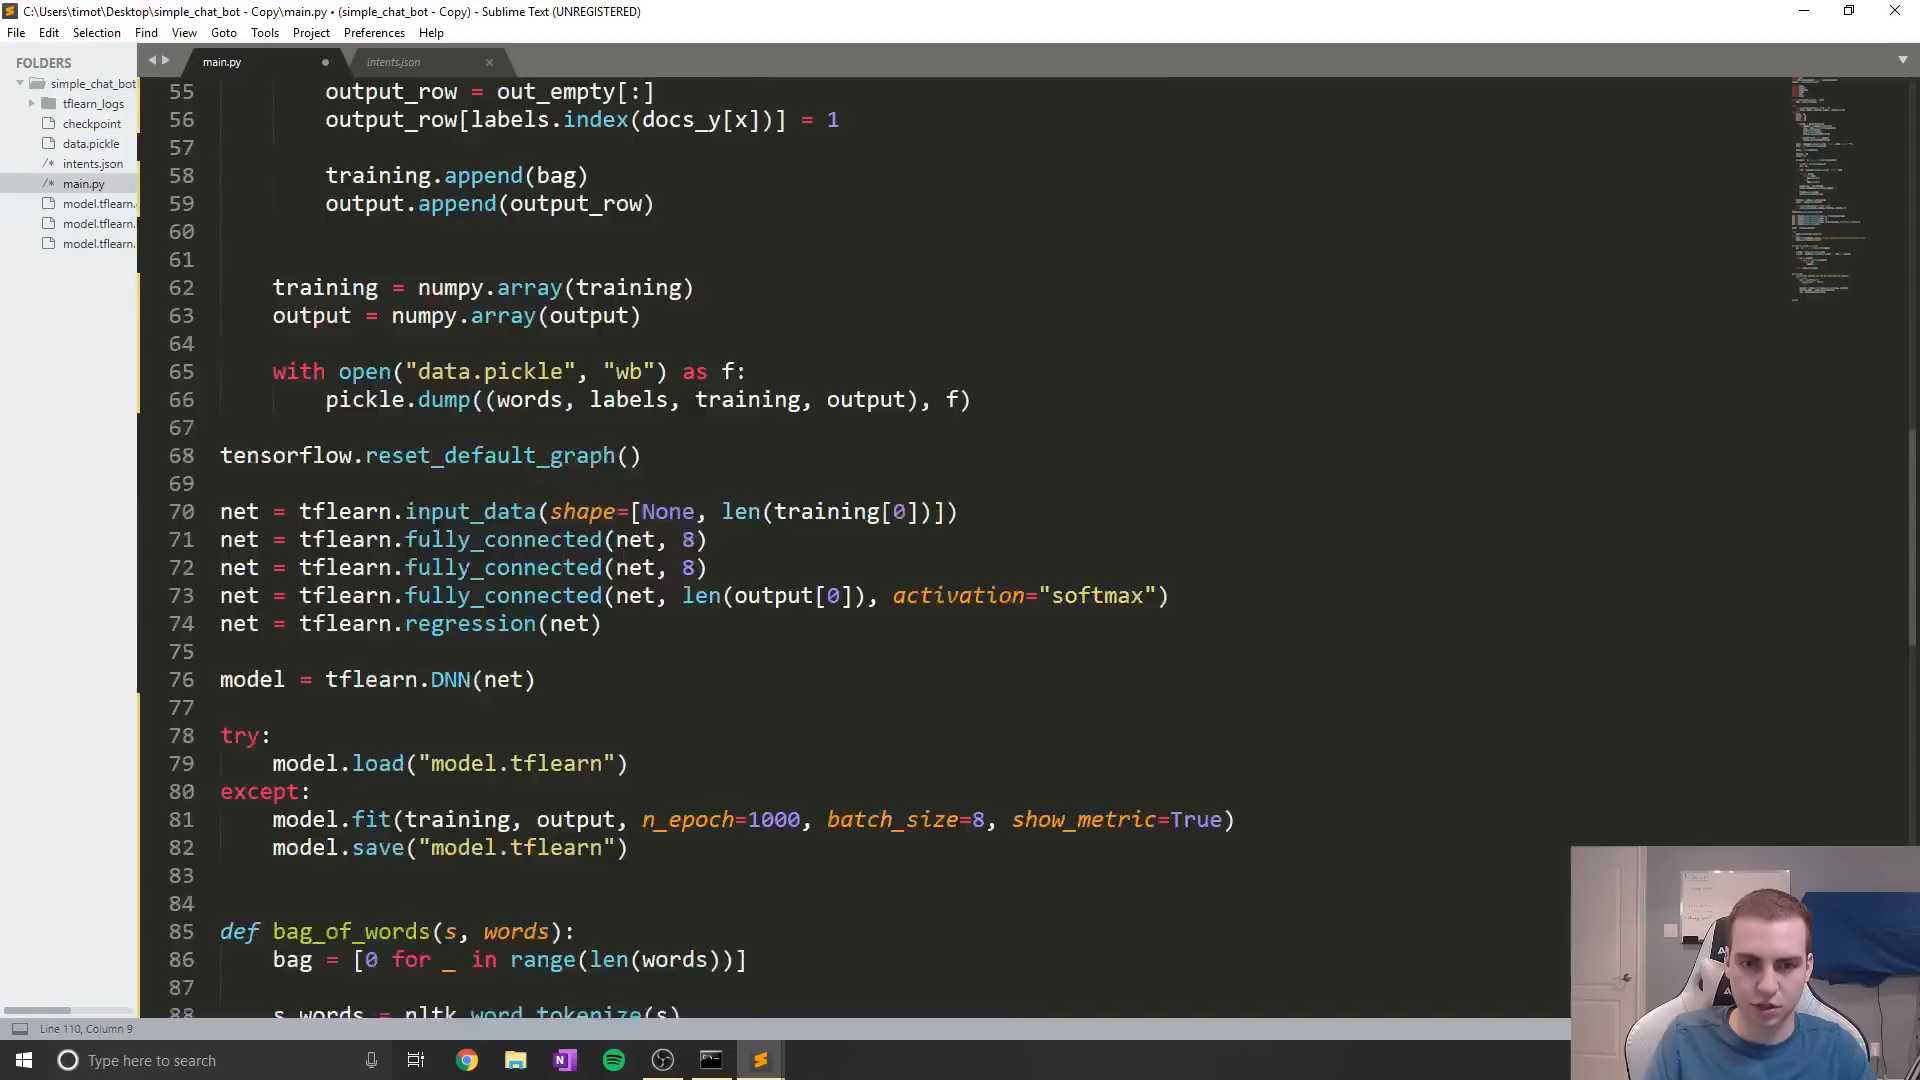 C:\Users\timot\Desktop\simple_chat_bot - Copy\main.py • (simple_chat_bot - Copy) - Sublime Text (UNREGISTERED)
File Edit Selection Find View Goto Tools Project Preferences Help
FOLDERS
simple_chat_bot
tflearn_logs
checkpoint
data.pickle
/* intents.json
/* main.py
model.tflearn.
model.tflearn.
model.tflearn.
main.py
intents.json
55 output_row = out_empty[:]
56 output_row[labels.index(docs_y[x])] = 1
57
58 training.append(bag)
59 output.append(output_row)
60
61
62 training = numpy.array(training)
63 output = numpy.array(output)
64
65 with open("data.pickle", "wb") as f:
66 pickle.dump((words, labels, training, output), f)
67
68 tensorflow.reset_default_graph()
69
70 net = tflearn.input_data(shape=[None, len(training[0])])
71 net = tflearn.fully_connected(net, 8)
72 net = tflearn.fully_connected(net, 8)
73 net = tflearn.fully_connected(net, len(output[0]), activation="softmax")
74 net = tflearn.regression(net)
75
76 model = tflearn.DNN(net)
77
78 try:
79 model.load("model.tflearn")
80 except:
81 model.fit(training, output, n_epoch=1000, batch_size=8, show_metric=True)
82 model.save("model.tflearn")
83
84
85 def bag_of_words(s, words):
86 bag = [0 for _ in range(len(words))]
87
88 s_words = nltk.word_tokenize(s)
Line 110, Column 9
Type here to search